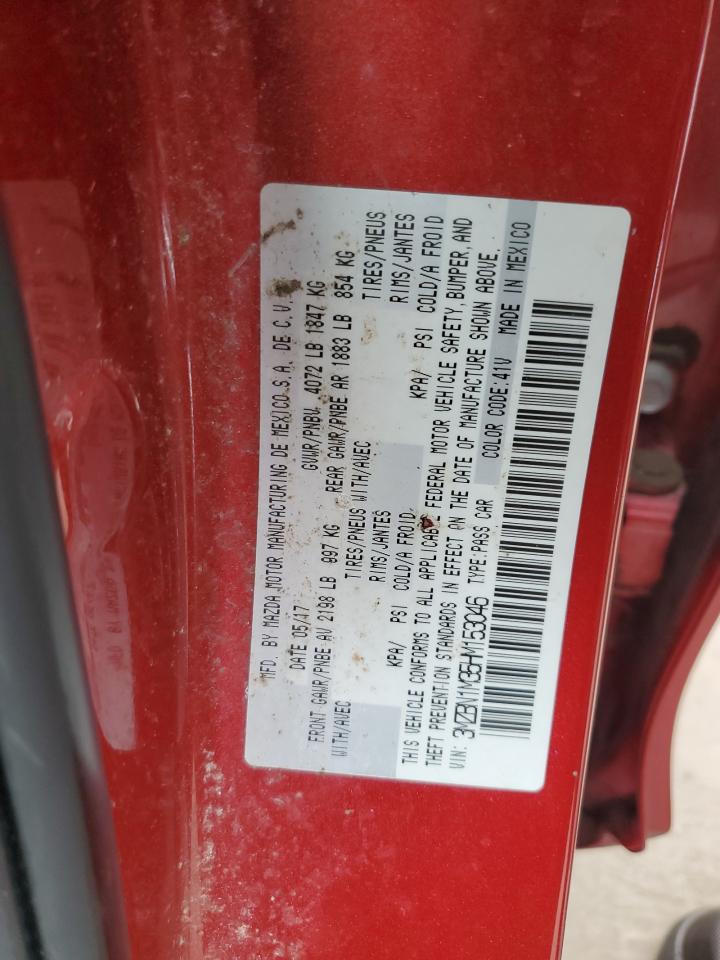 MFD. BY MAZDA MOTOR MANUFACTURING DE MEXICO S.A. DE C.V.
DATE 05/17 GVWR/PNBV 4072 LB 1847 KG
FRONT GAWR/PNBE AV 2198 LB 997 KG REAR GAWR/PNBE AR 1883 LB 854 KG
WITH/AVEC TIRES/PNEUS WITH/AVEC TIRES/PNEUS
RIMS/JANTES RIMS/JANTES
KPA/ PSI COLD/A FROID KPA/ PSI COLD/A FROID
THIS VEHICLE CONFORMS TO ALL APPLICABLE FEDERAL MOTOR VEHICLE SAFETY, BUMPER, AND
THEFT PREVENTION STANDARDS IN EFFECT ON THE DATE OF MANUFACTURE SHOWN ABOVE.
VIN: 3MZBN1M35HM153046 TYPE:PASS CAR COLOR CODE:41V MADE IN MEXICO